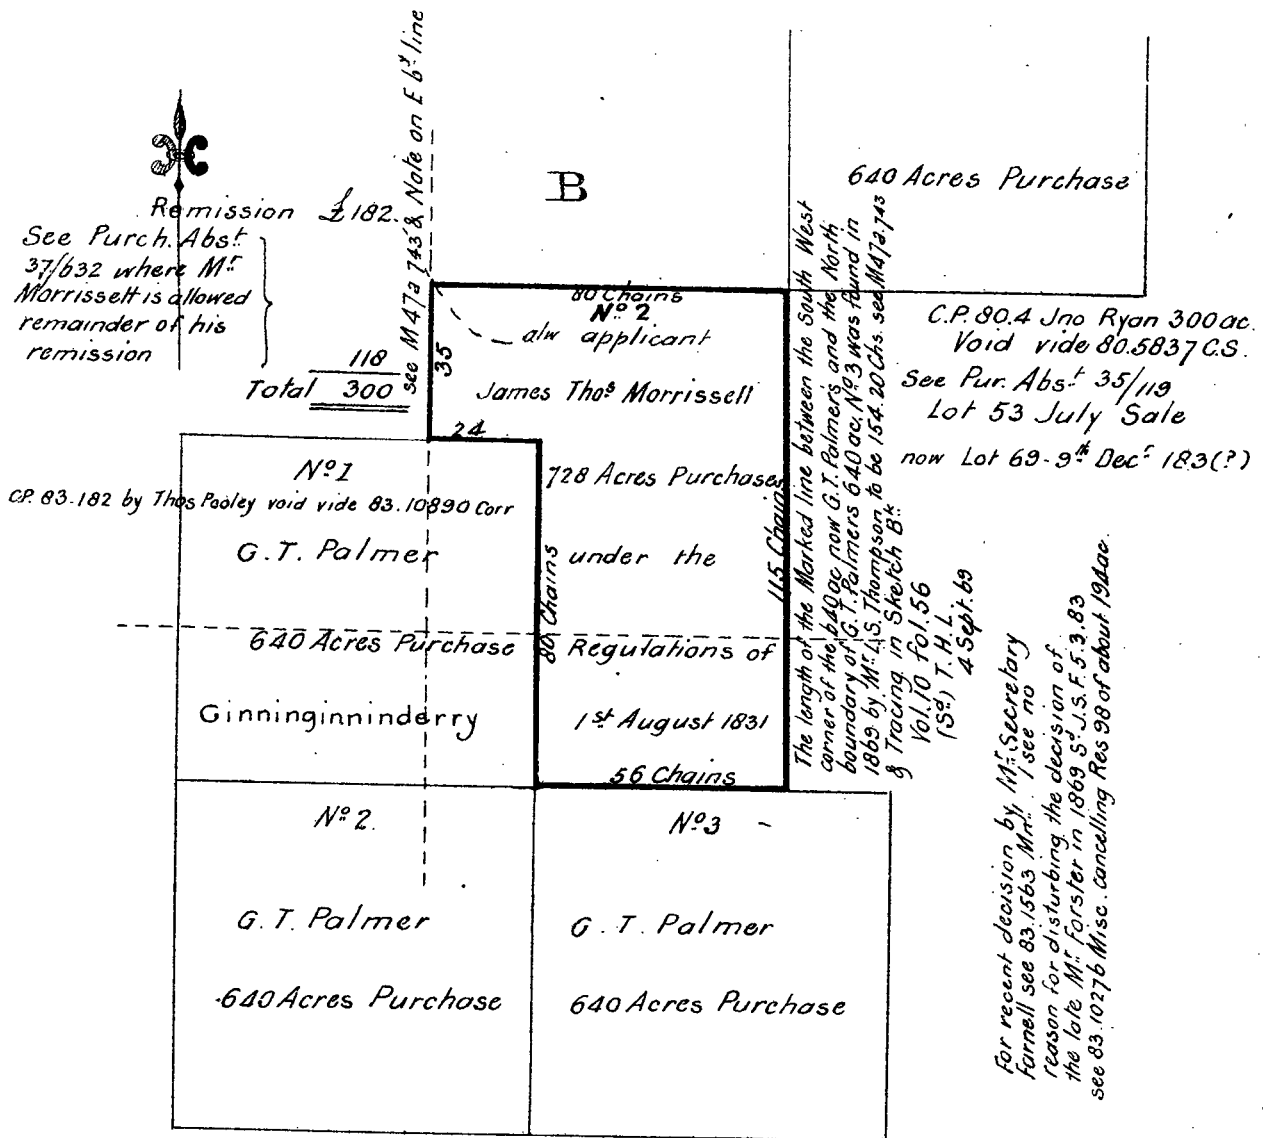 see M47a 743 & Note on E bᵈʸ line
B
640 Acres Purchase
Remission £182.
See Purch. Absᵗ
37/632 where Mʳ
Morrissett is allowed
remainder of his
remission
118
Total 300
80 Chains
Nº 2
alw applicant
35
James Thoˢ Morrissell
24
728 Acres Purchases
under the
Regulations of
1ˢᵗ August 1831
56 Chains
80 Chains
115 Chains
C.P. 80.4 Jno Ryan 300 ac.
Void vide 80.5837 C.S.
See Pur. Absᵗ 35/119
Lot 53 July Sale
now Lot 69-9ᵗʰ Decʳ 183(?)
Nº 1
C.P. 83-182 by Thos Pooley void vide 83.10890 Corr
G. T. Palmer
640 Acres Purchase
Ginninginninderry
The length of the Marked line between the South West
corner of the 640 ac now G.T. Palmer's and the North
boundary of G.T. Palmers 640 ac. Nº 3 was found in
1869 by Mʳ L.S. Thompson to be 154.20 Chs. see M47a.743
& Tracing in Sketch Bᵏ
Vol. 10 fol. 56
(Sᵈ) T. H. L.
4 Sept. 69
Nº 2.
G. T. Palmer
640 Acres Purchase
Nº 3
G. T. Palmer
640 Acres Purchase
For recent decision by Mʳ Secretary
Farnell see 83.1563 I see no
reason for disturbing the decision of
the late Mʳ Forster in 1869 Sᵈ J.S.F. 5.3.83
see 83.10276 Misc. cancelling Res 98 of about 194 ac.